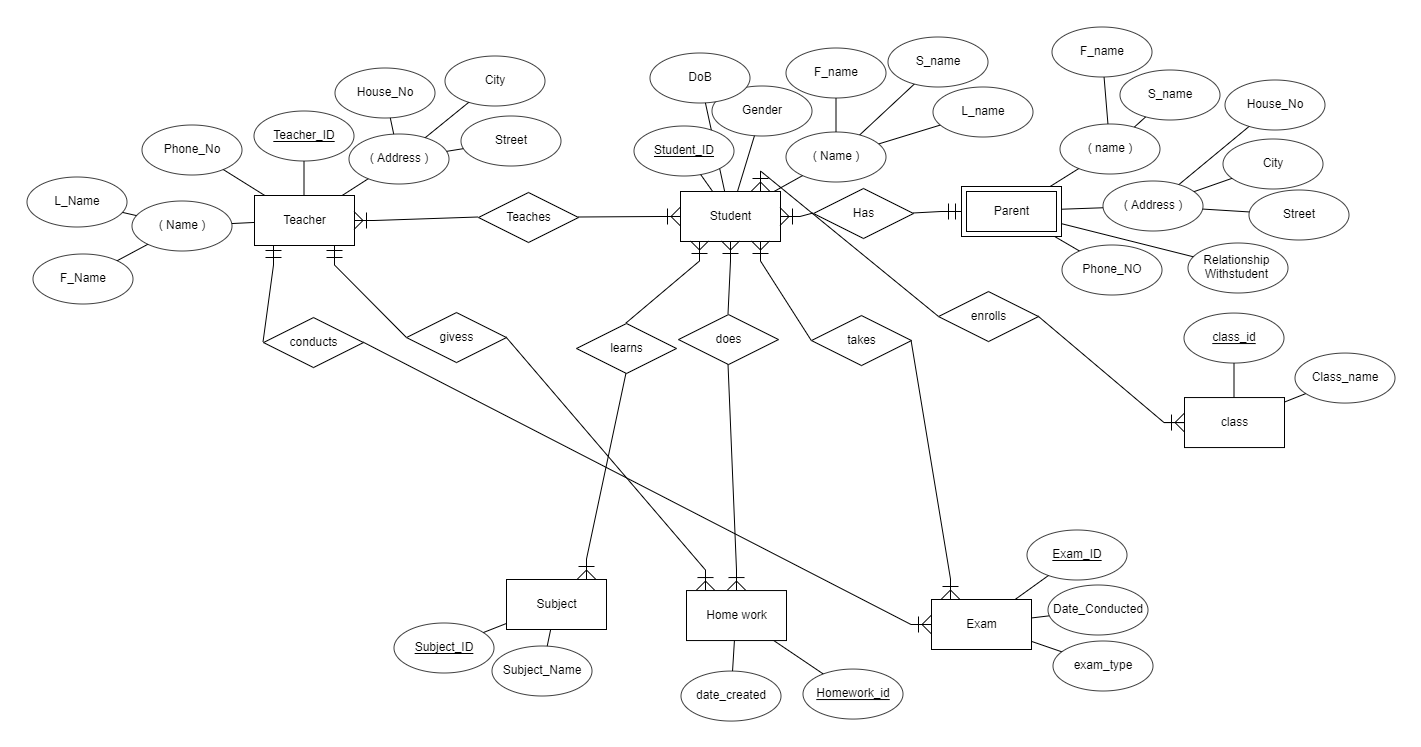 F_name
S_name
DoB
F_name
City
House_No
S_name
House_No
Gender
L_name
Teacher_ID
Street
Phone_No
( Address )
Student_ID
( Name )
( name )
City
L_Name
( Name )
Teacher
Teaches
Student
Has
Parent
( Address )
Street
F_Name
Phone_NO
Relationship
Withstudent
conducts
givess
learns
does
takes
enrolls
class_id
Class_name
class
Exam_ID
Subject
Home work
Date_Conducted
Exam
Subject_ID
Subject_Name
exam_type
date_created
Homework_id